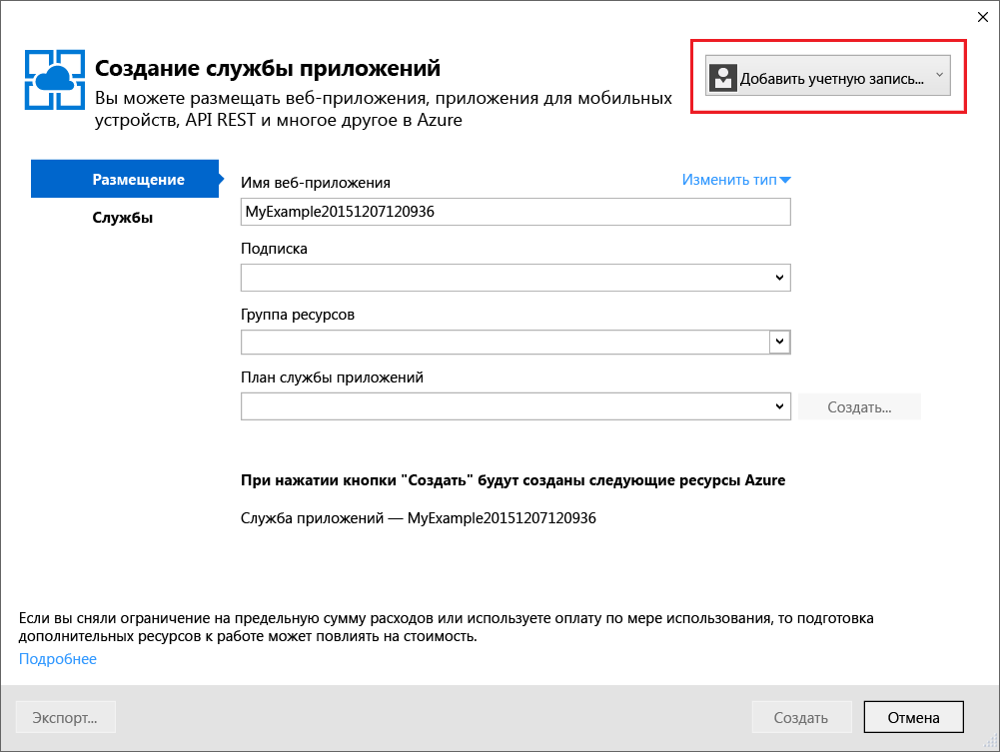 Создание службы приложений
Вы можете размещать веб-приложения, приложения для мобильных
устройств, API REST и многое другое в Azure
Добавить учетную запись...
Размещение
Службы
Имя веб-приложения
Изменить тип
MyExample20151207120936
Подписка
Группа ресурсов
План службы приложений
Создать...
При нажатии кнопки "Создать" будут созданы следующие ресурсы Azure
Служба приложений — MyExample20151207120936
Если вы сняли ограничение на предельную сумму расходов или используете оплату по мере использования, то подготовка
дополнительных ресурсов к работе может повлиять на стоимость.
Подробнее
Экспорт...
Создать
Отмена